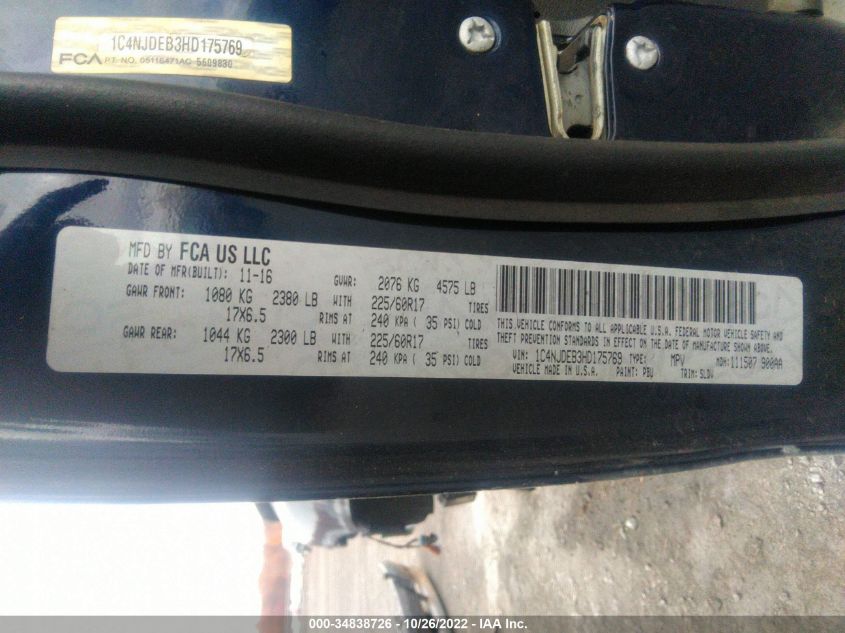 1C4NJDEB3HD175769
FCA PT. NO. 05116471AC 5509830
MFD BY FCA US LLC
DATE OF MFR(BUILT): 11-16 GVWR: 2076 KG 4575 LB
GAWR FRONT: 1080 KG 2380 LB WITH 225/60R17 TIRES
17X6.5 RIMS AT 240 KPA ( 35 PSI) COLD
GAWR REAR: 1044 KG 2300 LB WITH 225/60R17 TIRES
17X6.5 RIMS AT 240 KPA ( 35 PSI) COLD
THIS VEHICLE CONFORMS TO ALL APPLICABLE U.S.A. FEDERAL MOTOR VEHICLE SAFETY AND
THEFT PREVENTION STANDARDS IN EFFECT ON THE DATE OF MANUFACTURE SHOWN ABOVE.
VIN: 1C4NJDEB3HD175769 TYPE: MPV MDH: 111507 900AA
VEHICLE MADE IN U.S.A. PAINT: PBU TRIM: SLDV
000-34838726 - 10/26/2022 - IAA Inc.